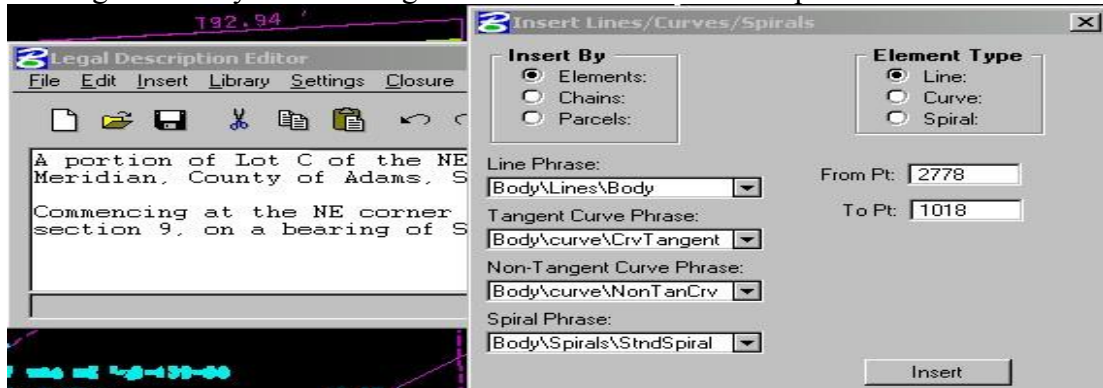 792.94
Insert Lines/Curves/Spirals
Legal Description Editor
File Edit Insert Library Settings Closure
A portion of Lot C of the NE
Meridian, County of Adams, S
Commencing at the NE corner
section 9, on a bearing of S
Insert By
Elements:
Chains:
Parcels:
Element Type
Line:
Curve:
Spiral:
Line Phrase:
Body\Lines\Body
From Pt: 2778
Tangent Curve Phrase:
To Pt: 1018
Body\curve\CrvTangent
Non-Tangent Curve Phrase:
Body\curve\NonTanCrv
Spiral Phrase:
Body\Spirals\StndSpiral
Insert